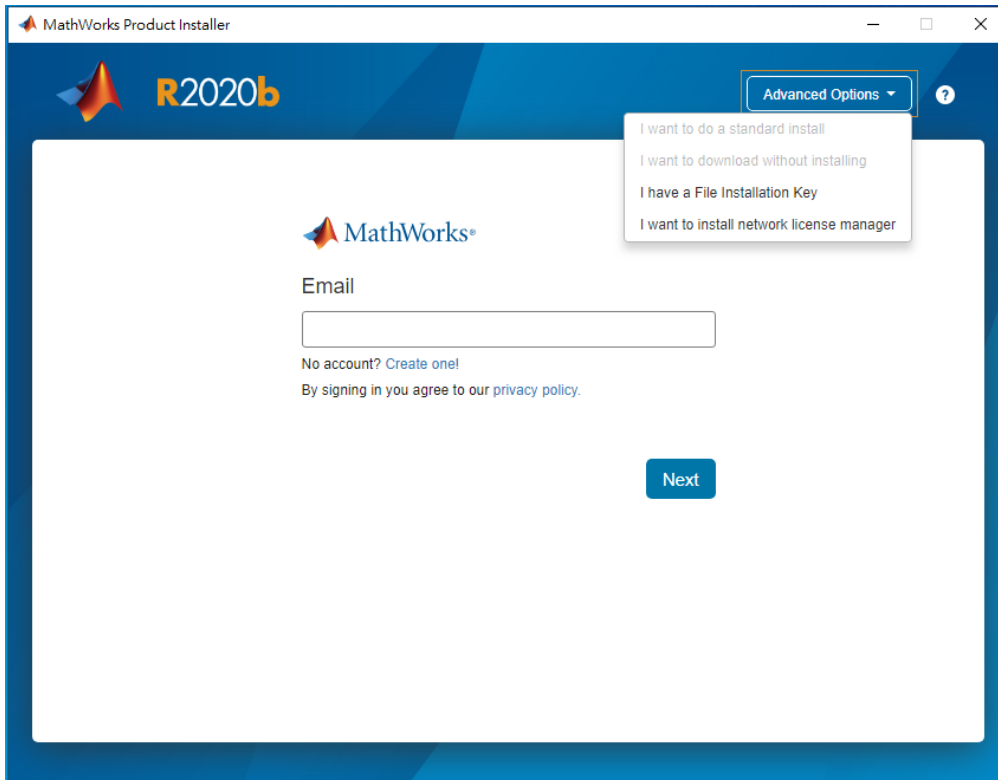 MathWorks Product Installer
R2020b
Advanced Options
?
I want to do a standard install
I want to download without installing
I have a File Installation Key
I want to install network license manager
MathWorks®
Email
No account? Create one!
By signing in you agree to our privacy policy.
Next